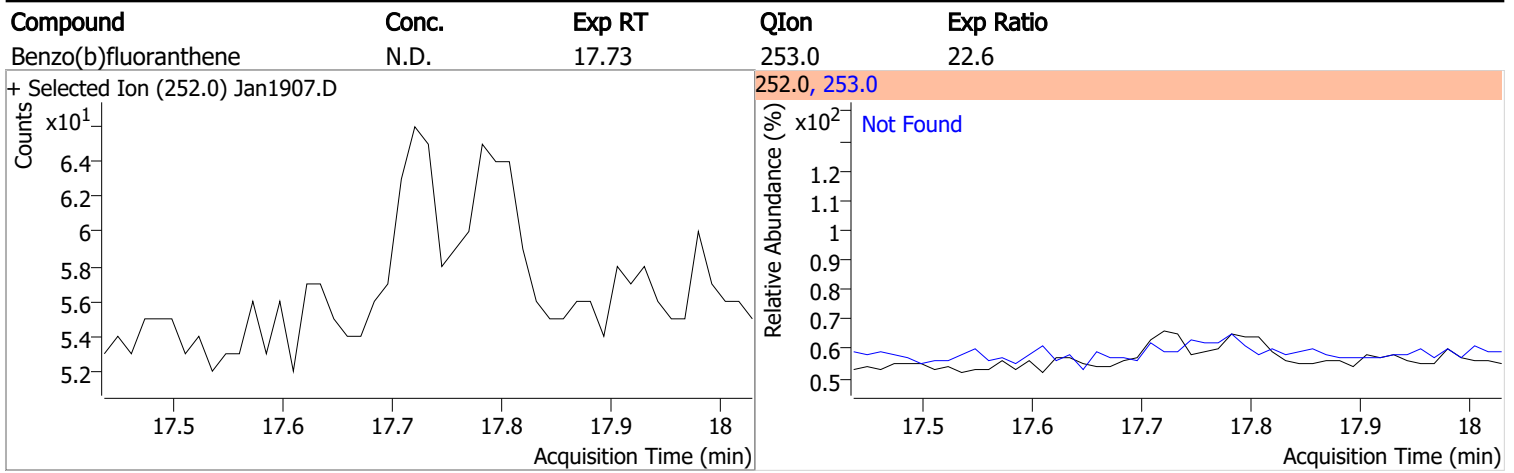 Compound Conc. Exp RT QIon Exp Ratio
Benzo(b)fluoranthene N.D. 17.73 253.0 22.6
+ Selected Ion (252.0) Jan1907.D
Counts
x10¹
6.4
6.2
6
5.8
5.6
5.4
5.2
17.5 17.6 17.7 17.8 17.9 18
Acquisition Time (min)
252.0, 253.0
Relative Abundance (%)
x10²
Not Found
1.2
1.1
1
0.9
0.8
0.7
0.6
0.5
17.5 17.6 17.7 17.8 17.9 18
Acquisition Time (min)